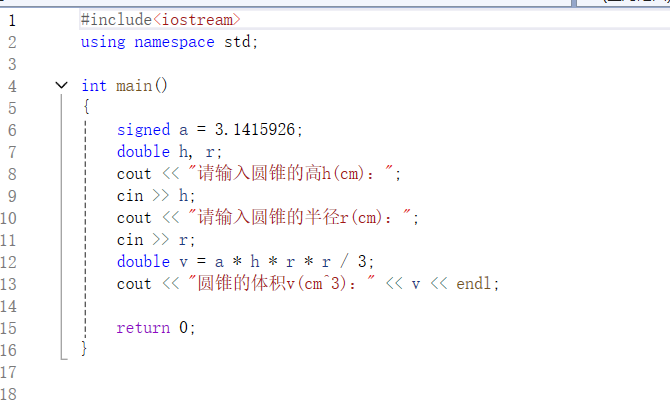 1 #include<iostream>
2 using namespace std;
3
4 int main()
5 {
6 signed a = 3.1415926;
7 double h, r;
8 cout << "请输入圆锥的高h(cm)：";
9 cin >> h;
10 cout << "请输入圆锥的半径r(cm)：";
11 cin >> r;
12 double v = a * h * r * r / 3;
13 cout << "圆锥的体积v(cm^3)：" << v << endl;
14
15 return 0;
16 }
17
18